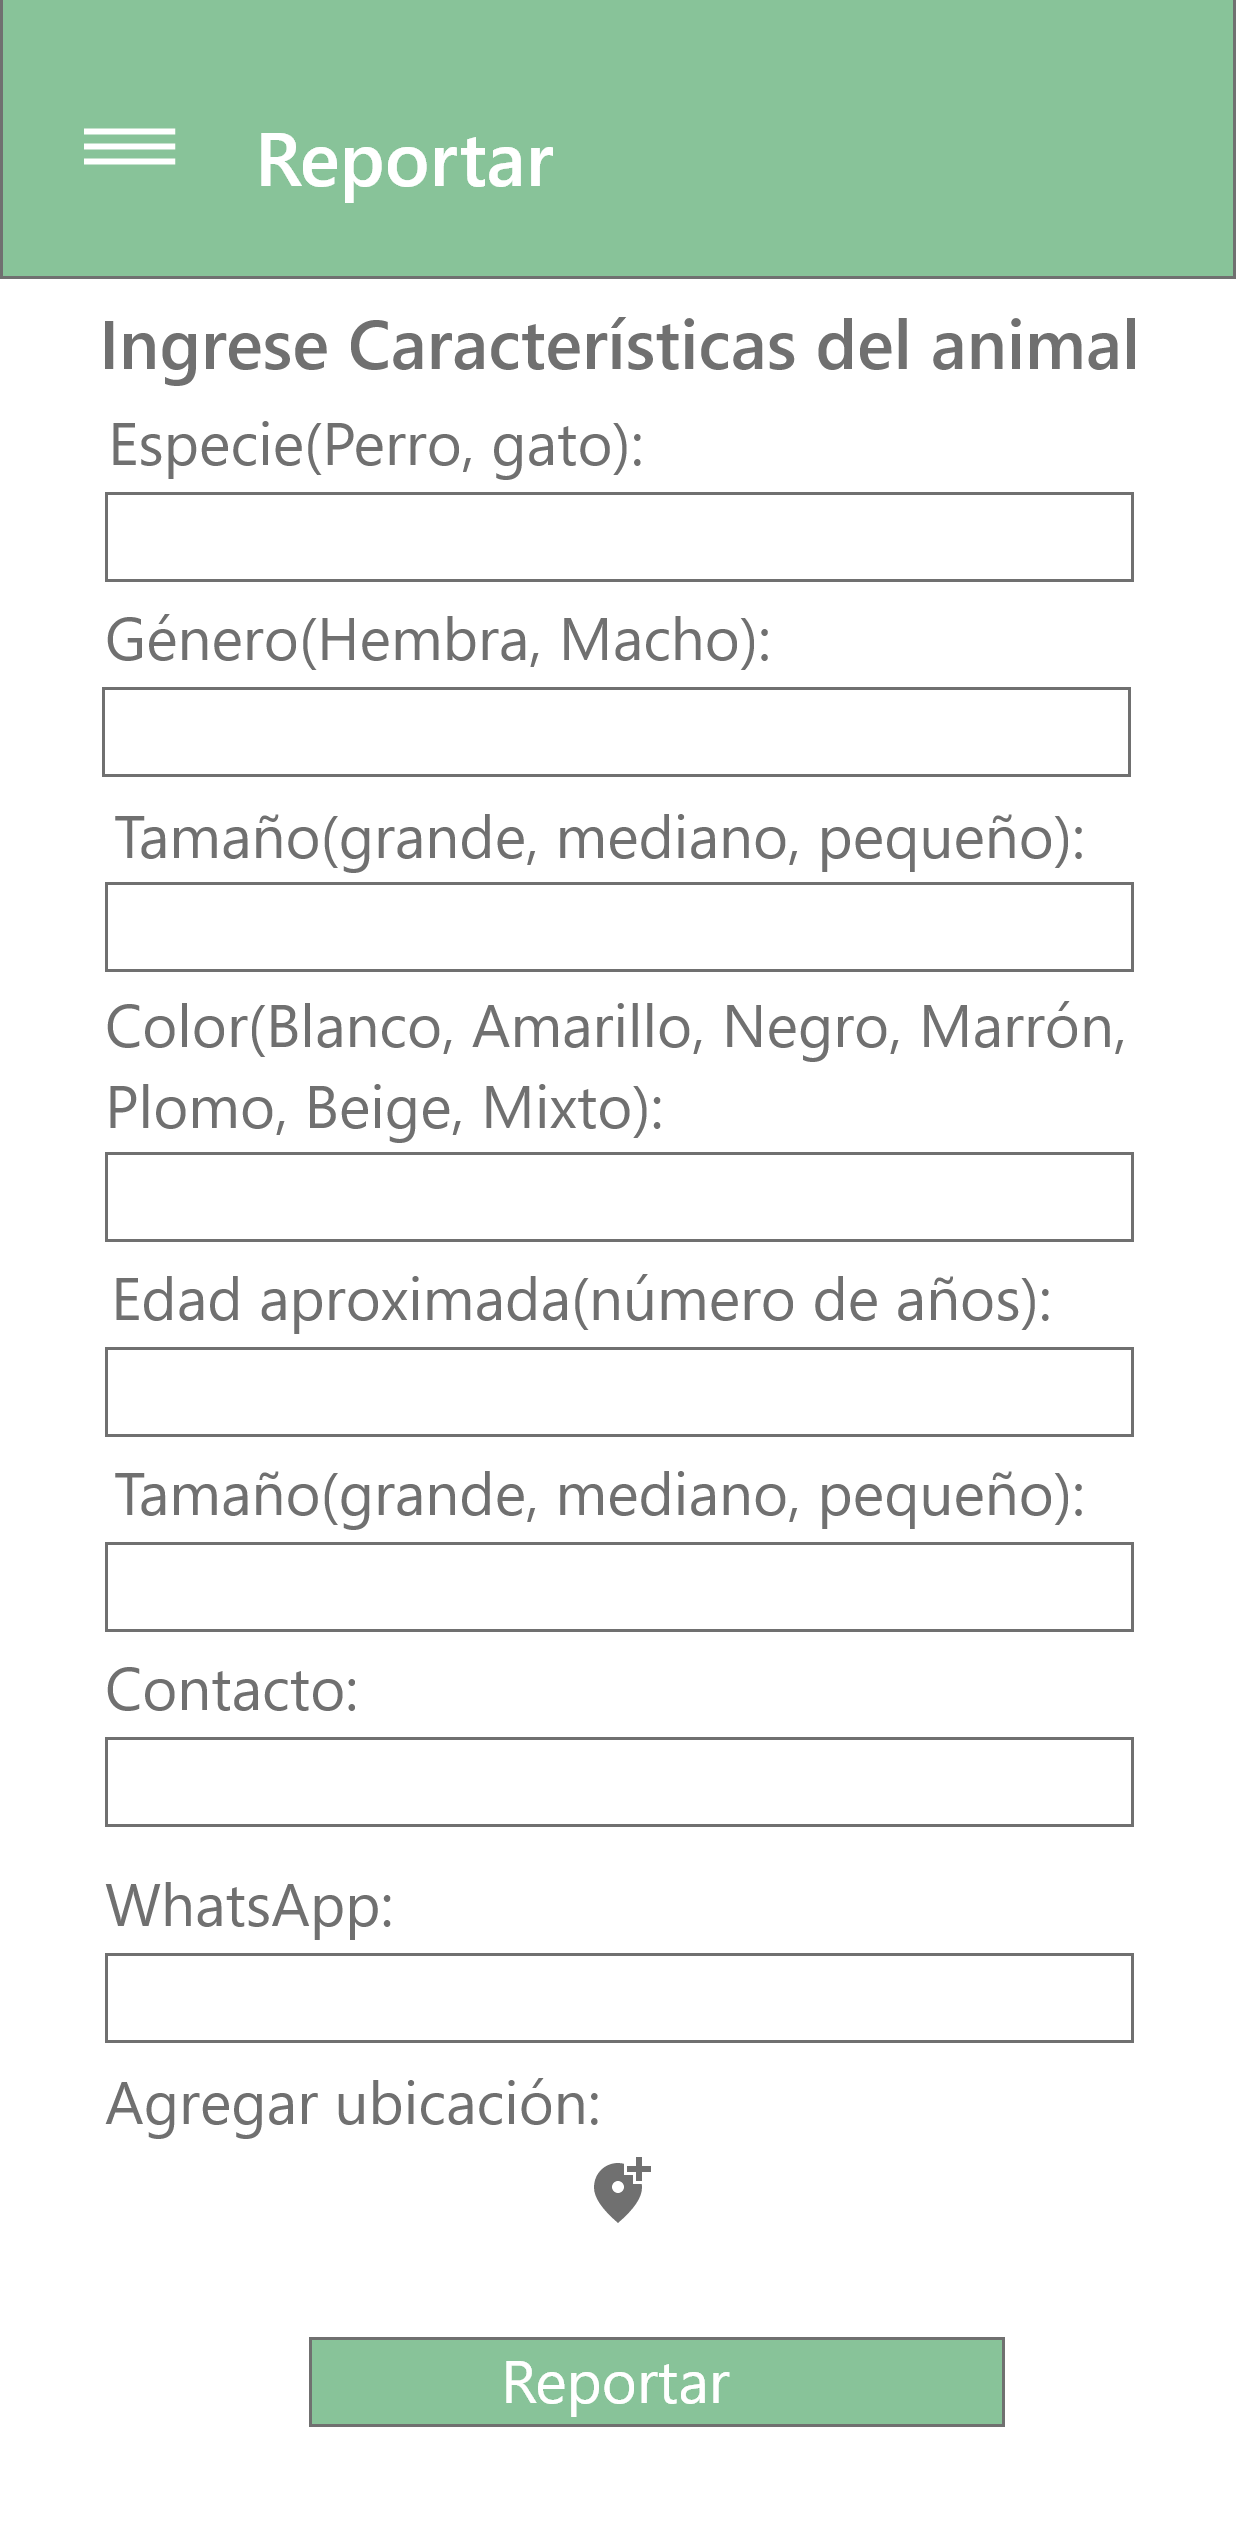 Reportar
Ingrese Características del animal
Especie(Perro, gato):
Género(Hembra, Macho):
Tamaño(grande, mediano, pequeño):
Color(Blanco, Amarillo, Negro, Marrón,
Plomo, Beige, Mixto):
Edad aproximada(número de años):
Tamaño(grande, mediano, pequeño):
Contacto:
WhatsApp:
Agregar ubicación:
Reportar